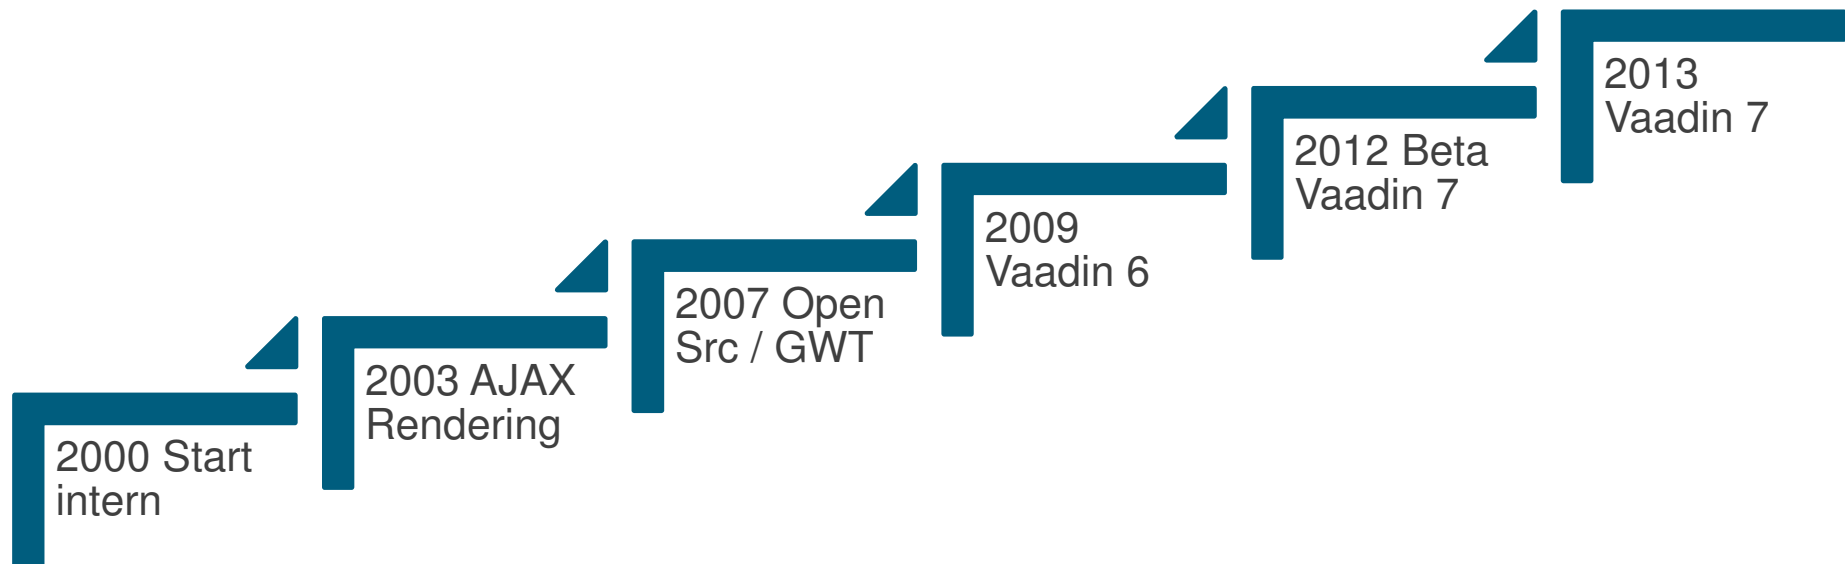 2000 Start
intern
2003 AJAX
Rendering
2007 Open
Src / GWT
2009
Vaadin 6
2012 Beta
Vaadin 7
2013
Vaadin 7